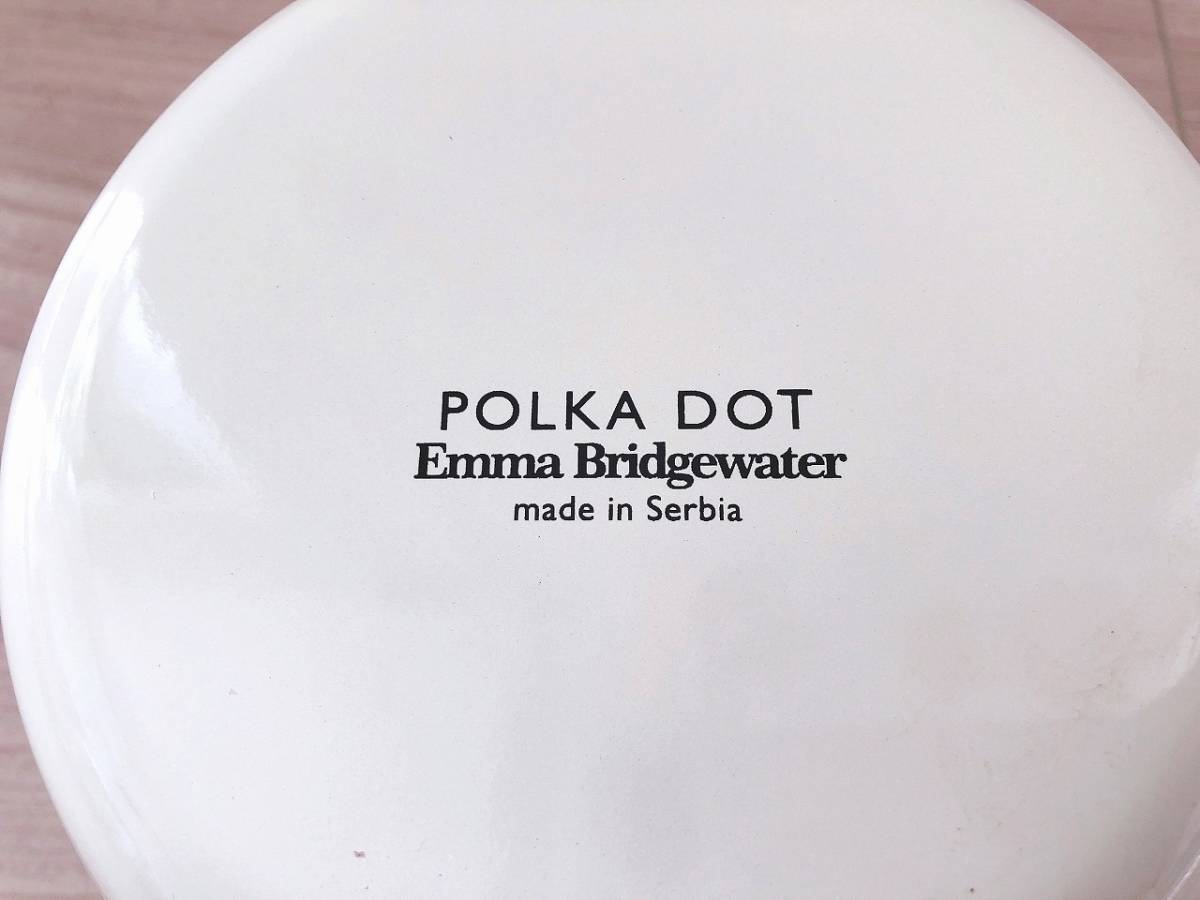 POLKA DOT
Emma Bridgewater
made in Serbia